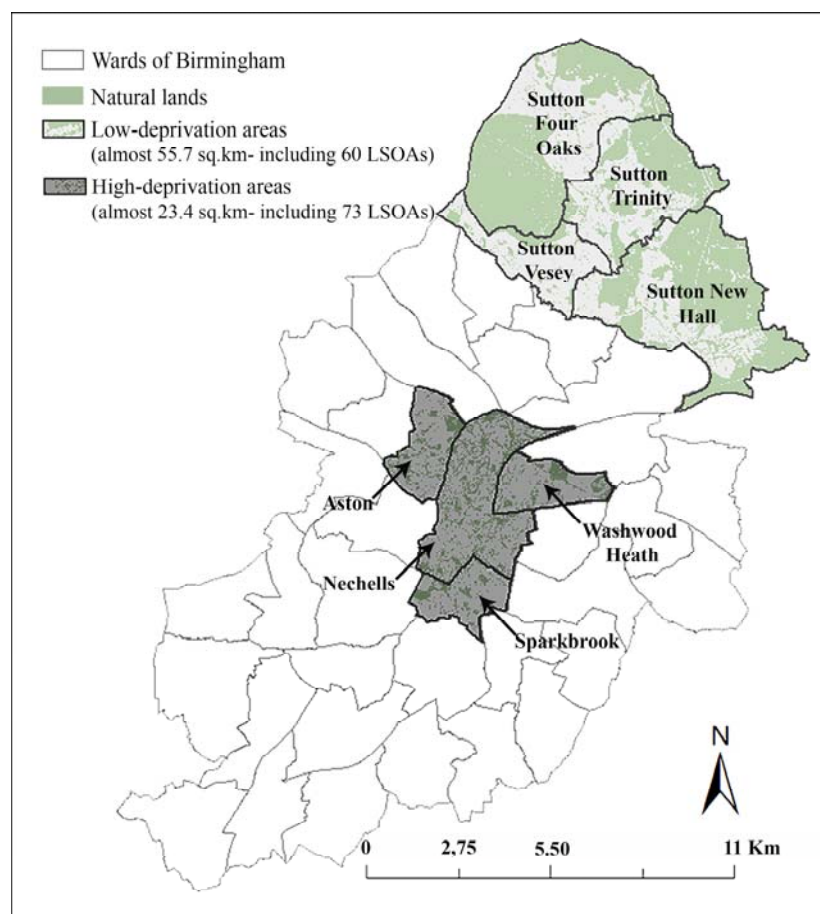 Wards of Birmingham
Natural lands
Low-deprivation areas
(almost 55.7 sq.km- including 60 LSOAs)
High-deprivation areas
(almost 23.4 sq.km- including 73 LSOAs)
Sutton
Four
Oaks
Sutton
Trinity
Sutton
Vesey
Sutton New
Hall
Aston
Washwood
Heath
Nechells
Sparkbrook
N
0 2,75 5.50 11 Km